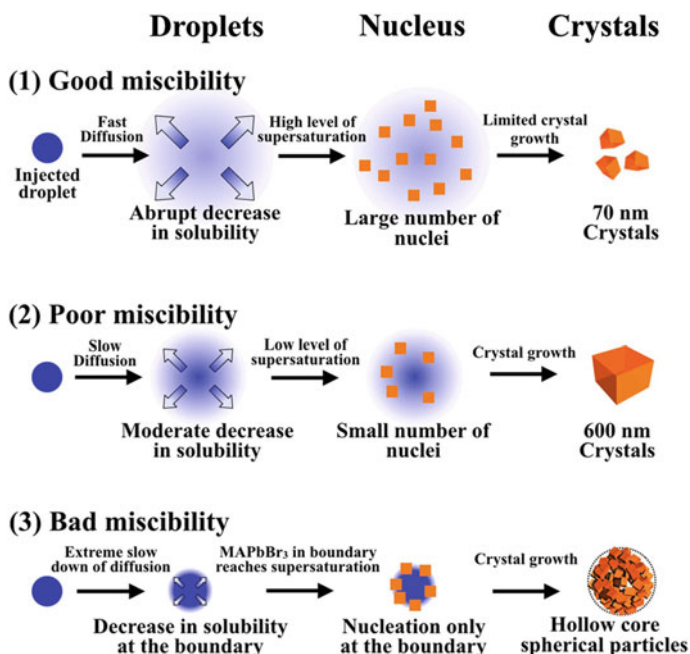 Droplets Nucleus Crystals
(1) Good miscibility
Fast
Diffusion
High level of
supersaturation
Limited crystal
growth
Injected
droplet
Abrupt decrease
in solubility
Large number of
nuclei
70 nm
Crystals
(2) Poor miscibility
Slow
Diffusion
Low level of
supersaturation
Crystal growth
Moderate decrease
in solubility
Small number of
nuclei
600 nm
Crystals
(3) Bad miscibility
Extreme slow
down of diffusion
MAPbBr₃ in boundary
reaches supersaturation
Crystal growth
Decrease in solubility
at the boundary
Nucleation only
at the boundary
Hollow core
spherical particles